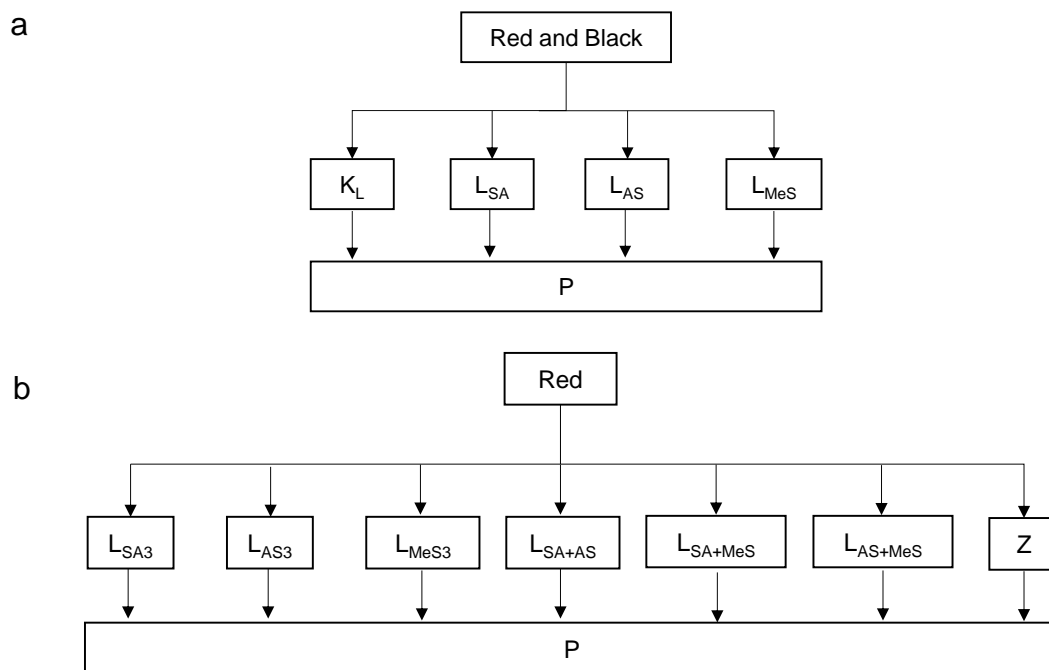 a
Red and Black
K_L L_SA L_AS L_MeS
P
b
Red
L_SA3 L_AS3 L_MeS3 L_SA+AS L_SA+MeS L_AS+MeS Z
P